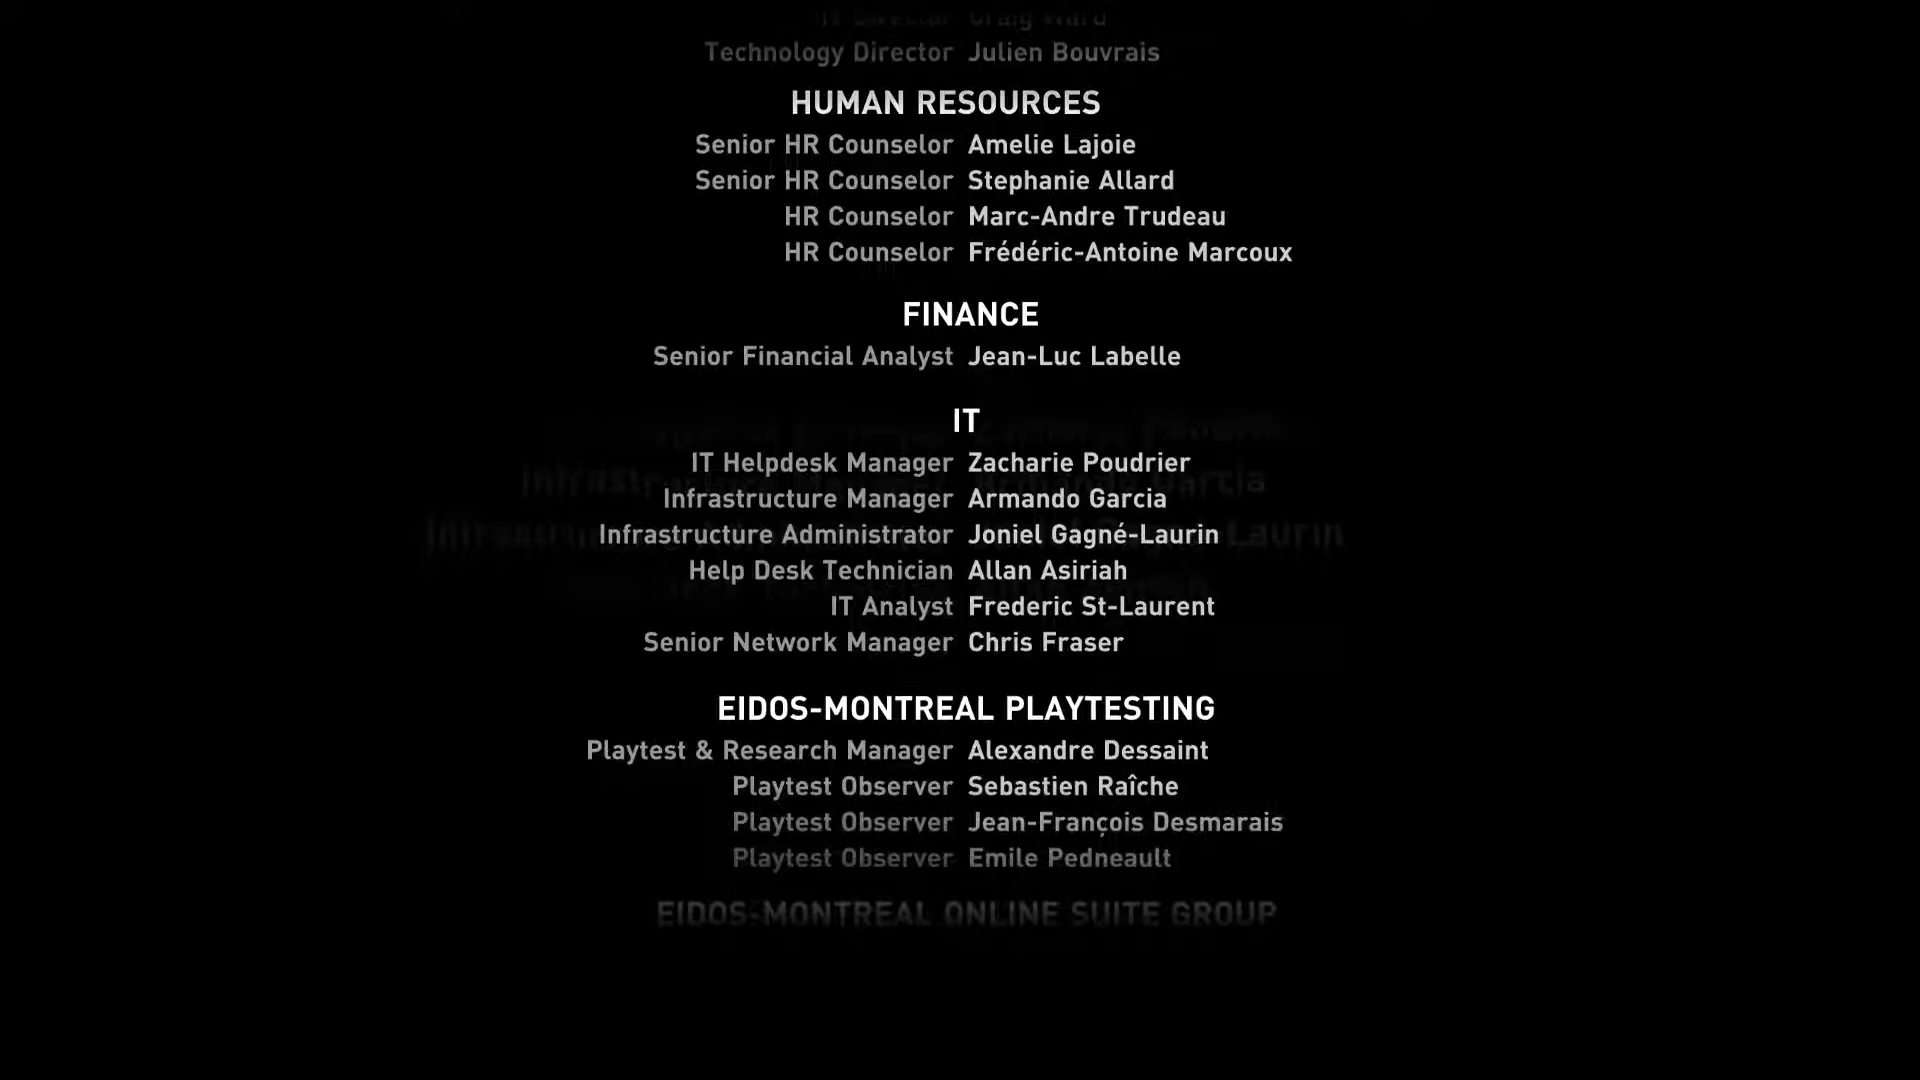 IT Director Craig Ward
Technology Director Julien Bouvrais
HUMAN RESOURCES
Senior HR Counselor Amelie Lajoie
Senior HR Counselor Stephanie Allard
HR Counselor Marc-Andre Trudeau
HR Counselor Frédéric-Antoine Marcoux
FINANCE
Senior Financial Analyst Jean-Luc Labelle
IT
IT Helpdesk Manager Zacharie Poudrier
Infrastructure Manager Armando Garcia
Infrastructure Administrator Joniel Gagné-Laurin
Help Desk Technician Allan Asiriah
IT Analyst Frederic St-Laurent
Senior Network Manager Chris Fraser
EIDOS-MONTREAL PLAYTESTING
Playtest & Research Manager Alexandre Dessaint
Playtest Observer Sebastien Raîche
Playtest Observer Jean-François Desmarais
Playtest Observer Emile Pedneault
EIDOS-MONTREAL ONLINE SUITE GROUP